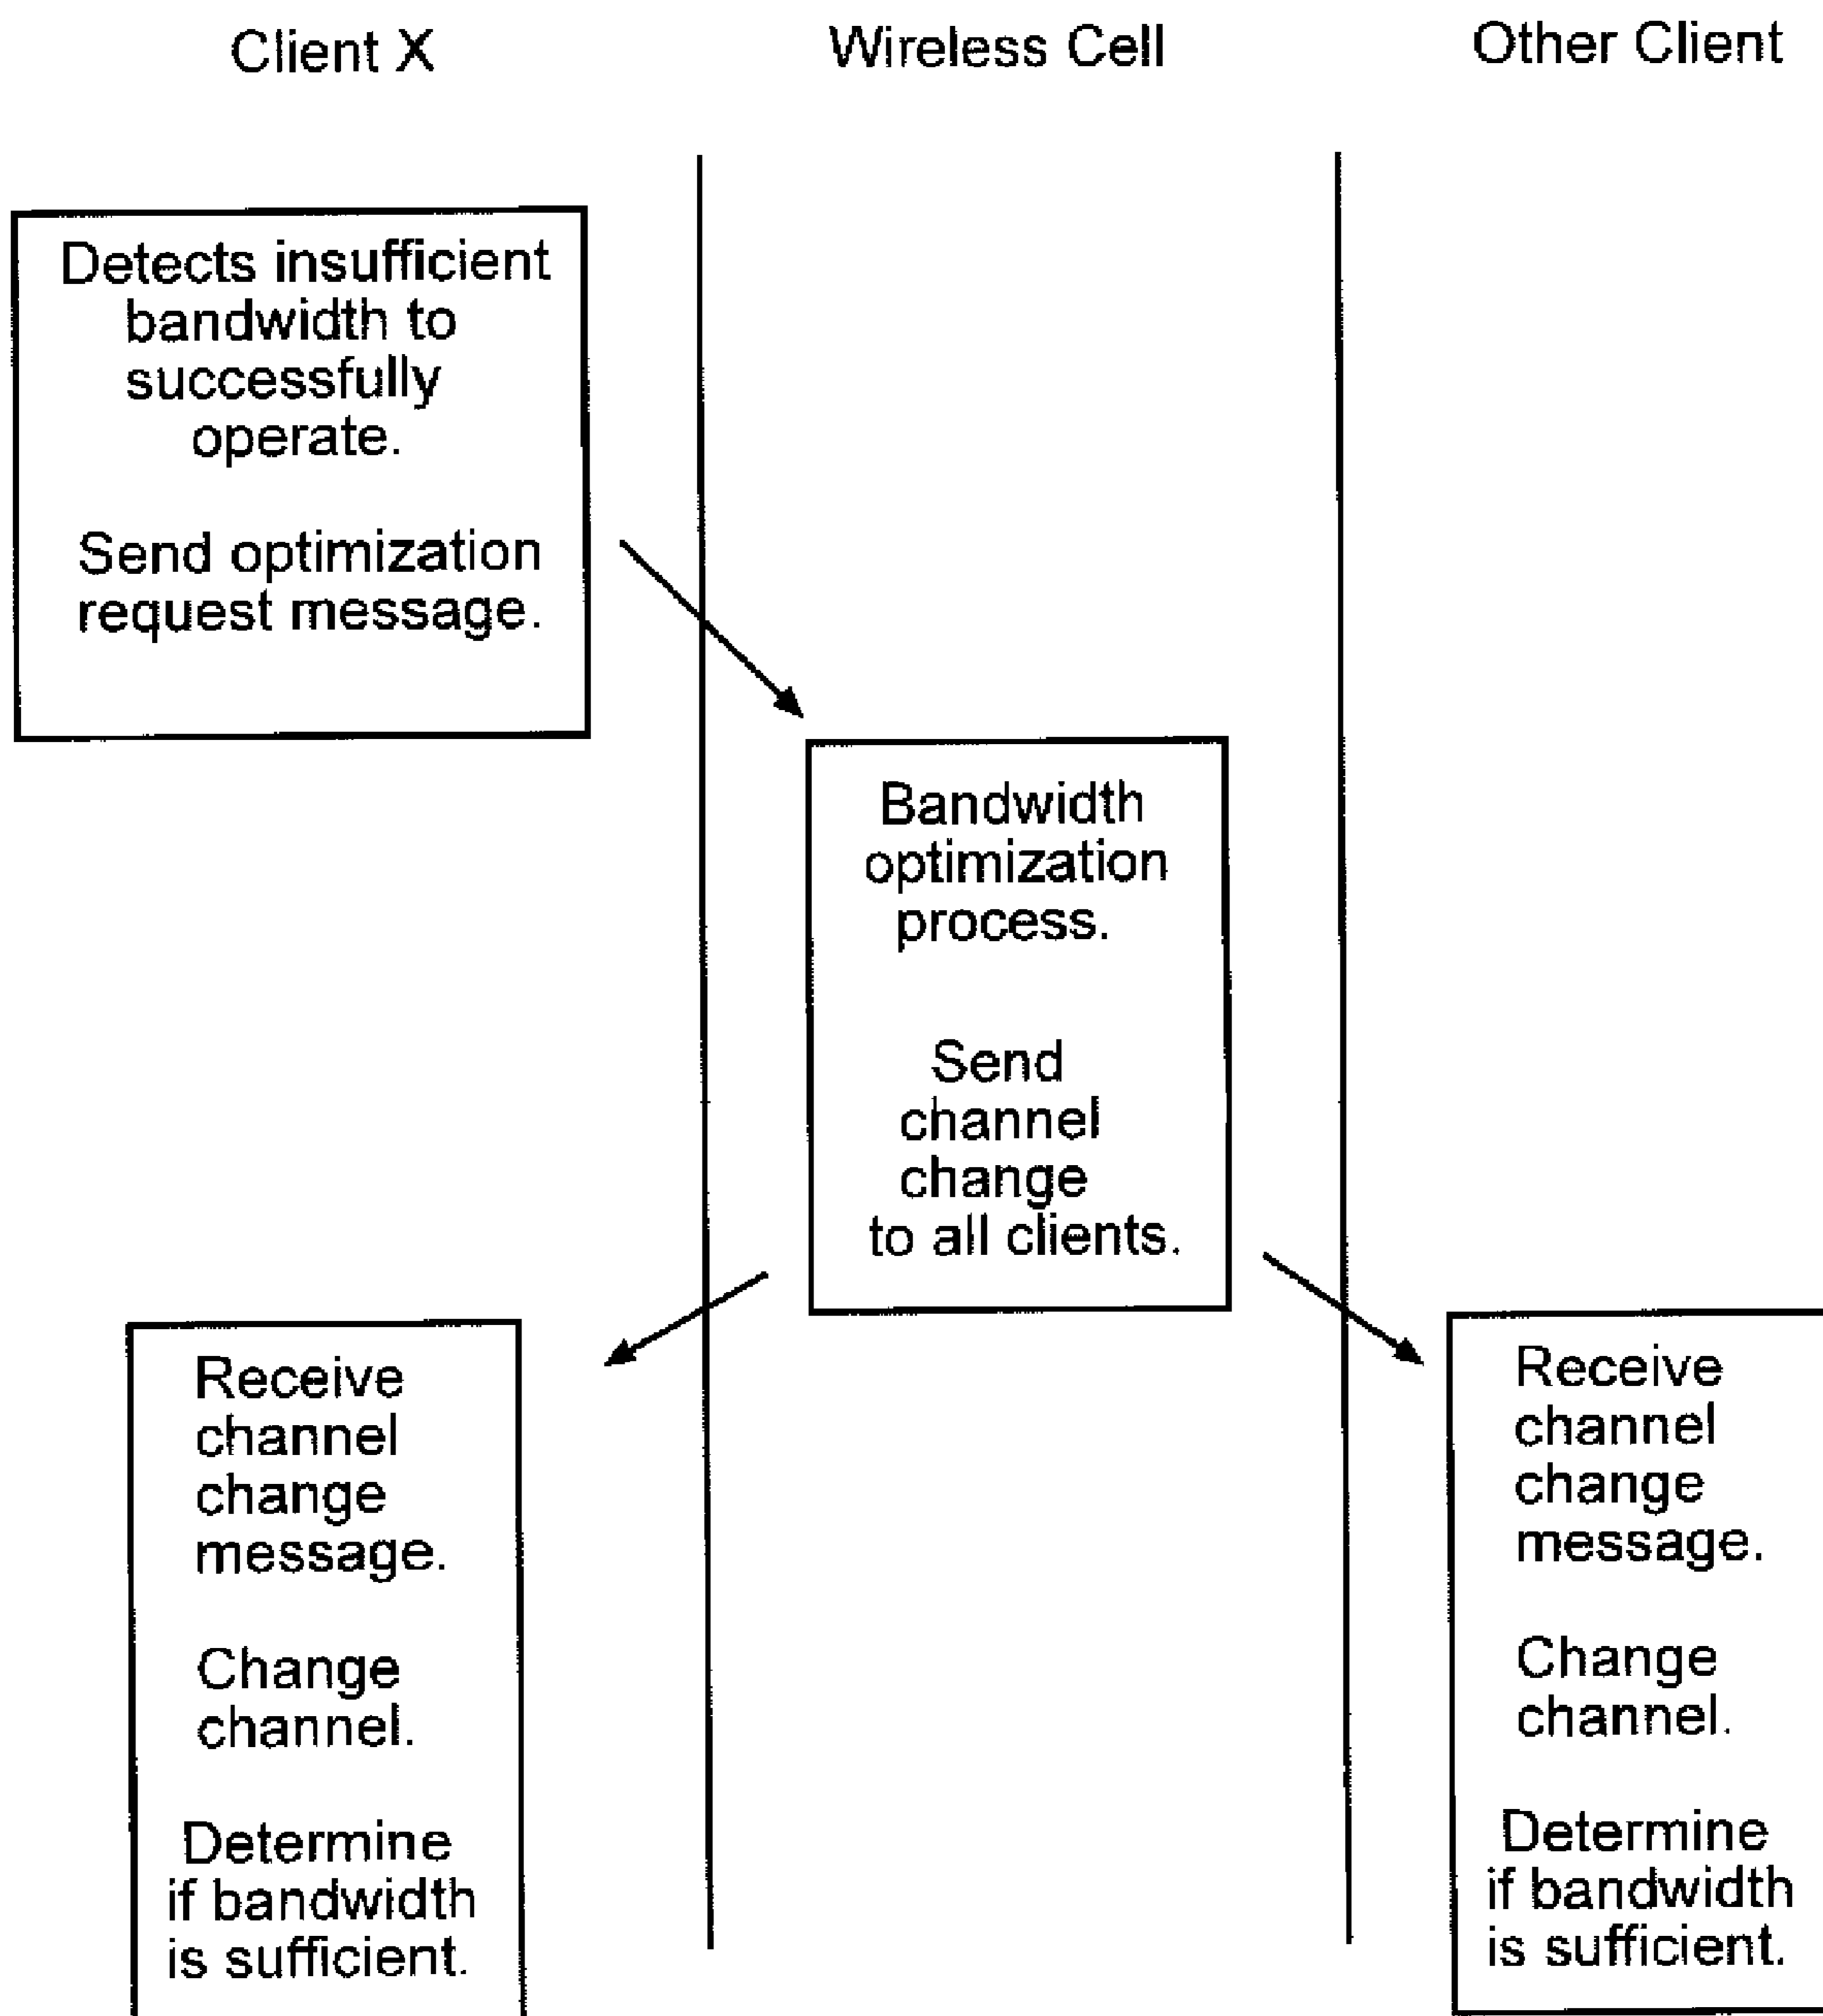 Client X
Wireless Cell
Other Client
Detects insufficient
bandwidth to
successfully
operate.
Send optimization
request message.
Bandwidth
optimization
process.
Send
channel
change
to all clients.
Receive
channel
change
message.
Change
channel.
Determine
if bandwidth
is sufficient.
Receive
channel
change
message.
Change
channel.
Determine
if bandwidth
is sufficient.